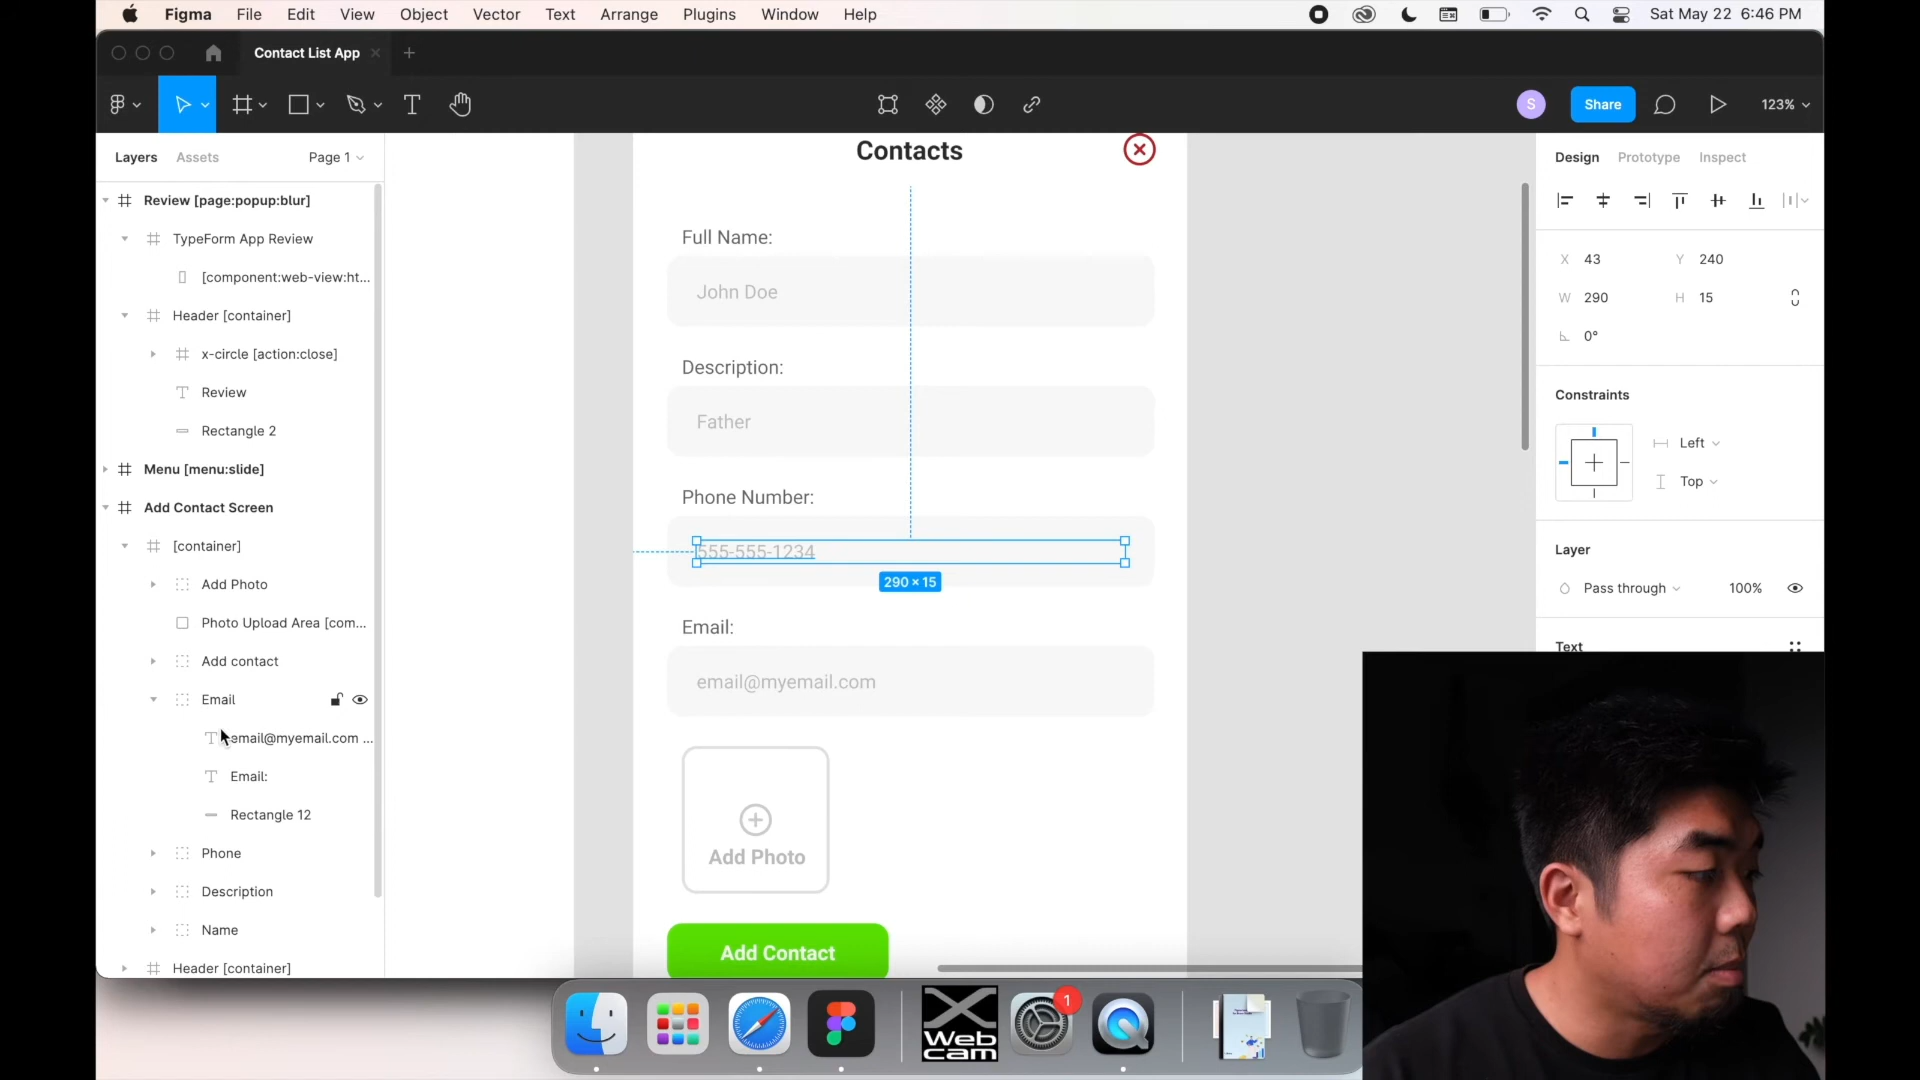 Figma File Edit View Object Vector Text Arrange Plugins Window Help Sat May 22 6:46 PM
Contact List App
S Share 123%
Layers Assets Page 1
Review [page:popup:blur]
TypeForm App Review
[component:web-view:ht...
Header [container]
x-circle [action:close]
Review
Rectangle 2
Menu [menu:slide]
Add Contact Screen
[container]
Add Photo
Photo Upload Area [com...
Add contact
Email
email@myemail.com ...
Email:
Rectangle 12
Phone
Description
Name
Header [container]
Contacts
Full Name:
John Doe
Description:
Father
Phone Number:
555-555-1234
290 × 15
Email:
email@myemail.com
Add Photo
Add Contact
Design Prototype Inspect
X 43 Y 240
W 290 H 15
0°
Constraints
Left
Top
Layer
Pass through 100%
Text
X
Web
cam
1